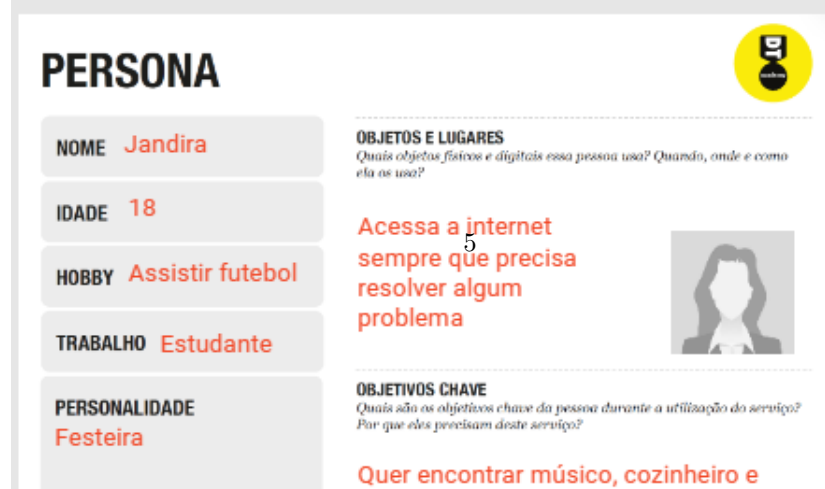 PERSONA
DT
academy
NOME Jandira
IDADE 18
HOBBY Assistir futebol
TRABALHO Estudante
PERSONALIDADE
Festeira
OBJETOS E LUGARES
Quais objetos físicos e digitais essa pessoa usa? Quando, onde e como
ela os usa?
Acessa a internet
sempre que precisa
resolver algum
problema
5
OBJETIVOS CHAVE
Quais são os objetivos chave da pessoa durante a utilização do serviço?
Por que eles precisam deste serviço?
Quer encontrar músico, cozinheiro e